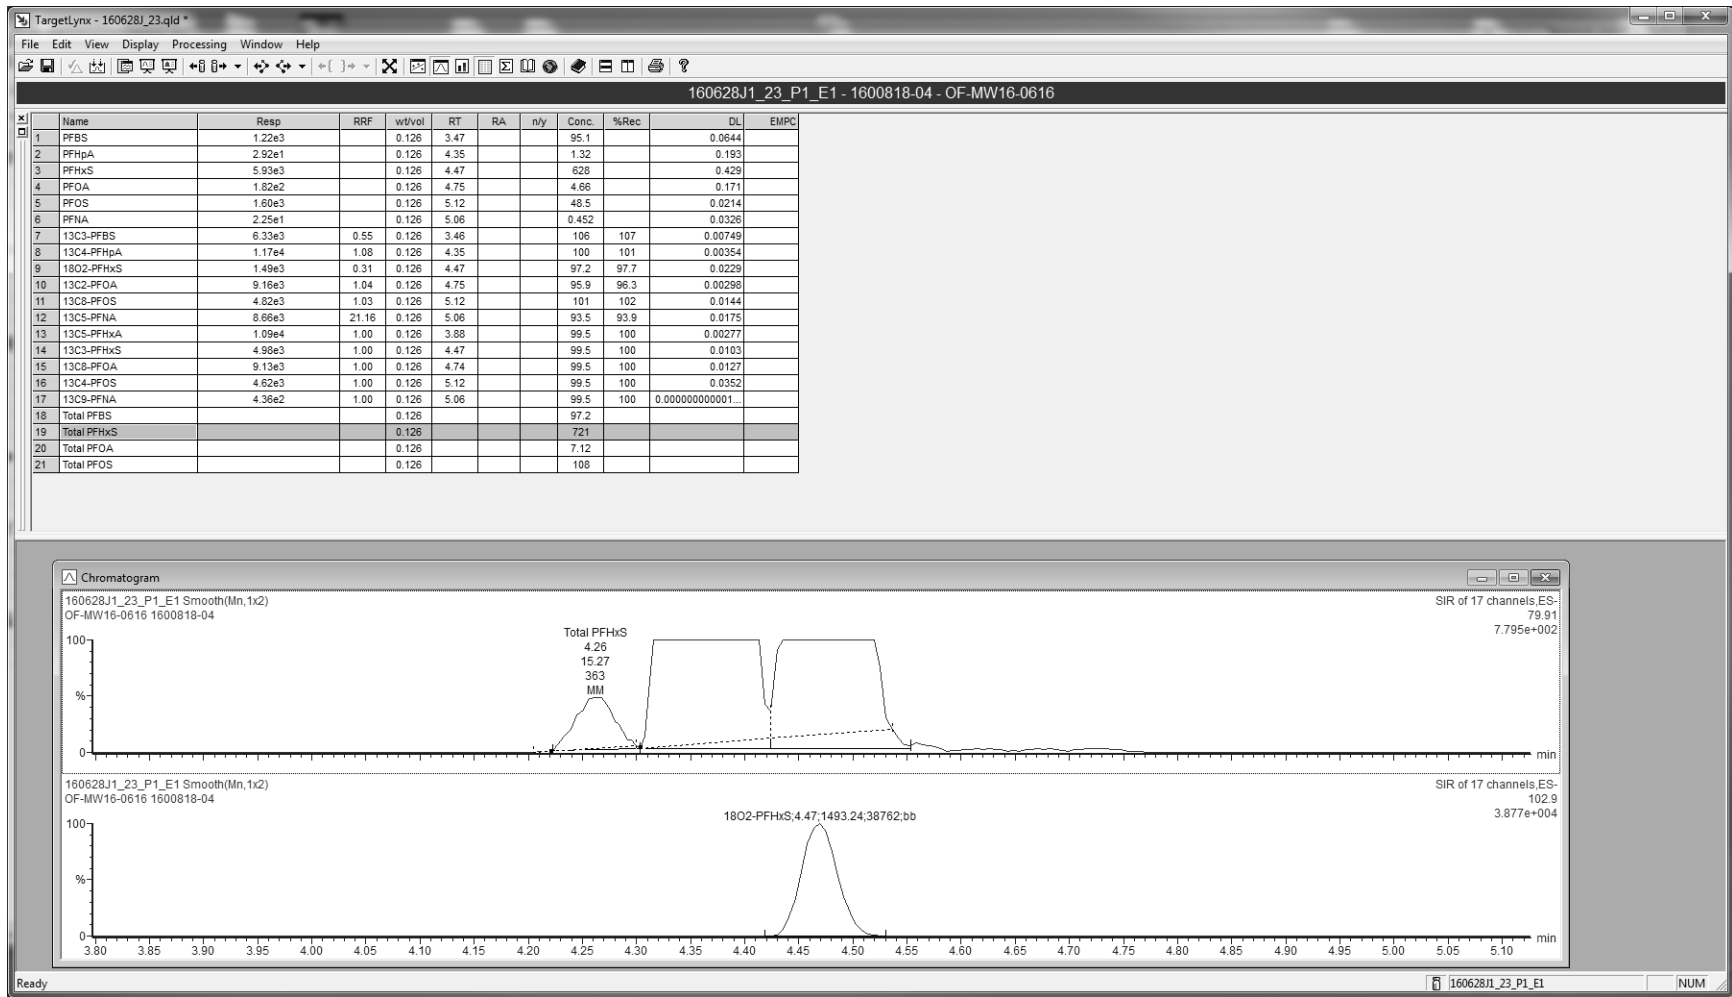 TargetLynx - 160628J_23.qld *
File Edit View Display Processing Window Help
160628J1_23_P1_E1 - 1600818-04 - OF-MW16-0616
Name Resp RRF wt/vol RT RA n/y Conc. %Rec DL EMPC
1 PFBS 1.22e3 0.126 3.47 95.1 0.0644
2 PFHpA 2.92e1 0.126 4.35 1.32 0.193
3 PFHxS 5.93e3 0.126 4.47 628 0.429
4 PFOA 1.82e2 0.126 4.75 4.66 0.171
5 PFOS 1.60e3 0.126 5.12 48.5 0.0214
6 PFNA 2.25e1 0.126 5.06 0.452 0.0326
7 13C3-PFBS 6.33e3 0.55 0.126 3.46 106 107 0.00749
8 13C4-PFHpA 1.17e4 1.08 0.126 4.35 100 101 0.00354
9 18O2-PFHxS 1.49e3 0.31 0.126 4.47 97.2 97.7 0.0229
10 13C2-PFOA 9.16e3 1.04 0.126 4.75 95.9 96.3 0.00298
11 13C8-PFOS 4.82e3 1.03 0.126 5.12 101 102 0.0144
12 13C5-PFNA 8.66e3 21.16 0.126 5.06 93.5 93.9 0.0175
13 13C5-PFHxA 1.09e4 1.00 0.126 3.88 99.5 100 0.00277
14 13C3-PFHxS 4.98e3 1.00 0.126 4.47 99.5 100 0.0103
15 13C8-PFOA 9.13e3 1.00 0.126 4.74 99.5 100 0.0127
16 13C4-PFOS 4.62e3 1.00 0.126 5.12 99.5 100 0.0352
17 13C9-PFNA 4.36e2 1.00 0.126 5.06 99.5 100 0.000000000001...
18 Total PFBS 0.126 97.2
19 Total PFHxS 0.126 721
20 Total PFOA 0.126 7.12
21 Total PFOS 0.126 108
Chromatogram
160628J1_23_P1_E1 Smooth(Mn,1x2)
OF-MW16-0616 1600818-04
SIR of 17 channels,ES-
79.91
7.795e+002
Total PFHxS
4.26
15.27
363
MM
100
%
0
min
160628J1_23_P1_E1 Smooth(Mn,1x2)
OF-MW16-0616 1600818-04
SIR of 17 channels,ES-
102.9
3.877e+004
18O2-PFHxS;4.47;1493.24;38762;bb
100
%
0
min
3.80 3.85 3.90 3.95 4.00 4.05 4.10 4.15 4.20 4.25 4.30 4.35 4.40 4.45 4.50 4.55 4.60 4.65 4.70 4.75 4.80 4.85 4.90 4.95 5.00 5.05 5.10
Ready
160628J1_23_P1_E1
NUM